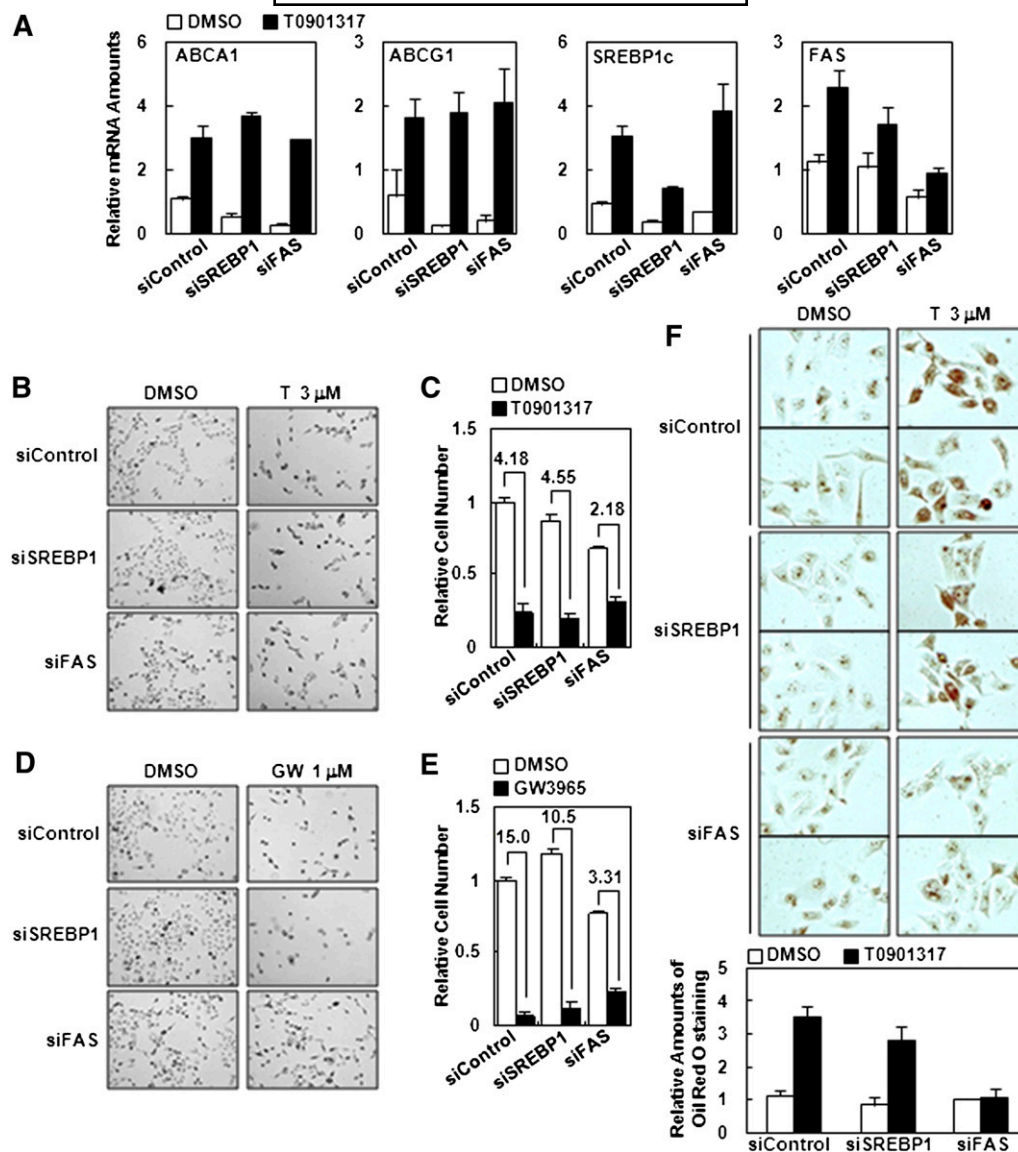 A
DMSO T0901317
Relative mRNA Amounts
ABCA1
6
4
2
0
siControl
siSREBP1
siFAS
ABCG1
3
2
1
0
siControl
siSREBP1
siFAS
SREBP1c
6
4
2
0
siControl
siSREBP1
siFAS
FAS
3
2
1
0
siControl
siSREBP1
siFAS
B
DMSO T 3 μM
siControl
siSREBP1
siFAS
C
DMSO
T0901317
Relative Cell Number
1.5
1
0.5
0
4.18
4.55
2.18
siControl
siSREBP1
siFAS
D
DMSO GW 1 μM
siControl
siSREBP1
siFAS
E
DMSO
GW3965
Relative Cell Number
1.5
1
0.5
0
15.0
10.5
3.31
siControl
siSREBP1
siFAS
F
DMSO T 3 μM
siControl
siSREBP1
siFAS
DMSO T0901317
Relative Amounts of
Oil Red O staining
5
4
3
2
1
0
siControl siSREBP1 siFAS